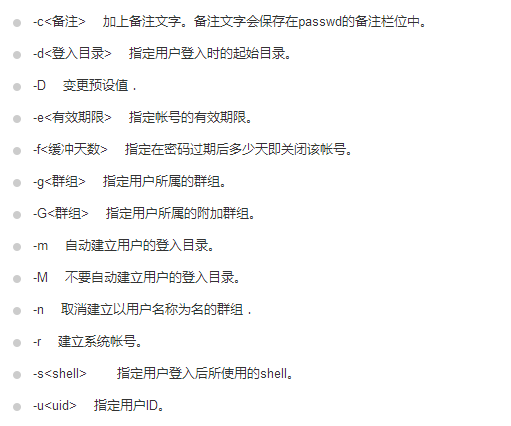 -c<备注> 加上备注文字。备注文字会保存在passwd的备注栏位中。
-d<登入目录> 指定用户登入时的起始目录。
-D 变更预设值．
-e<有效期限> 指定帐号的有效期限。
-f<缓冲天数> 指定在密码过期后多少天即关闭该帐号。
-g<群组> 指定用户所属的群组。
-G<群组> 指定用户所属的附加群组。
-m 自动建立用户的登入目录。
-M 不要自动建立用户的登入目录。
-n 取消建立以用户名称为名的群组．
-r 建立系统帐号。
-s<shell> 指定用户登入后所使用的shell。
-u<uid> 指定用户ID。